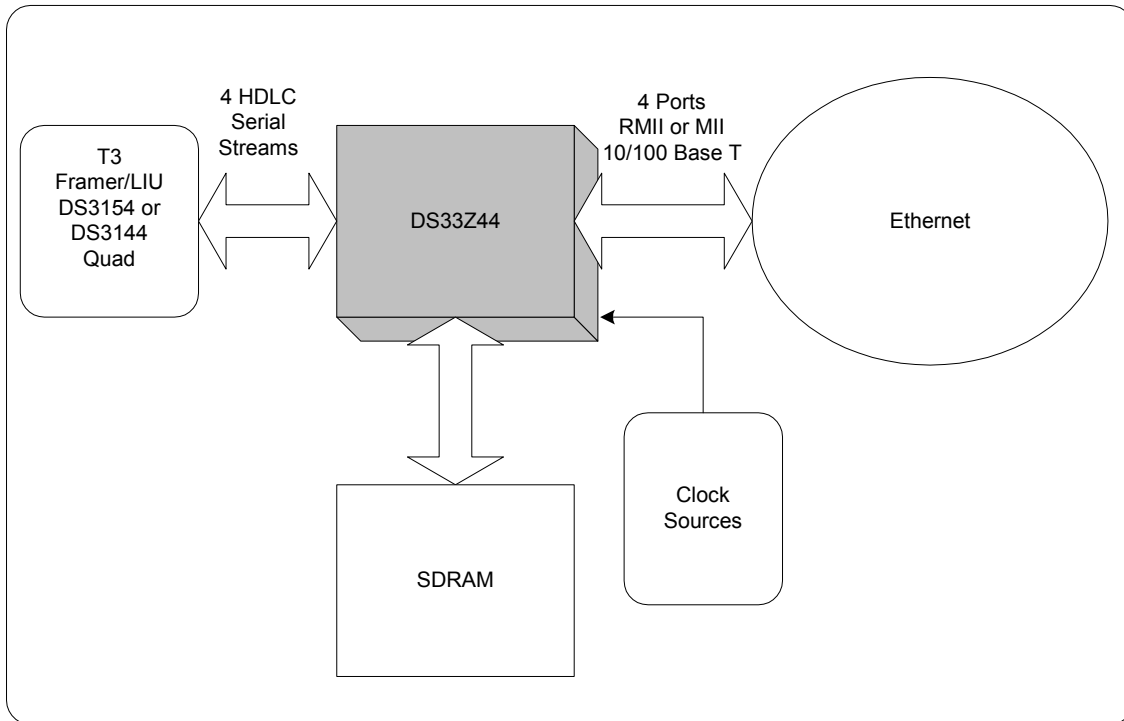 4 HDLC
Serial
Streams
4 Ports
RMII or MII
10/100 Base T
T3
Framer/LIU
DS3154 or
DS3144
Quad
DS33Z44
Ethernet
Clock
Sources
SDRAM